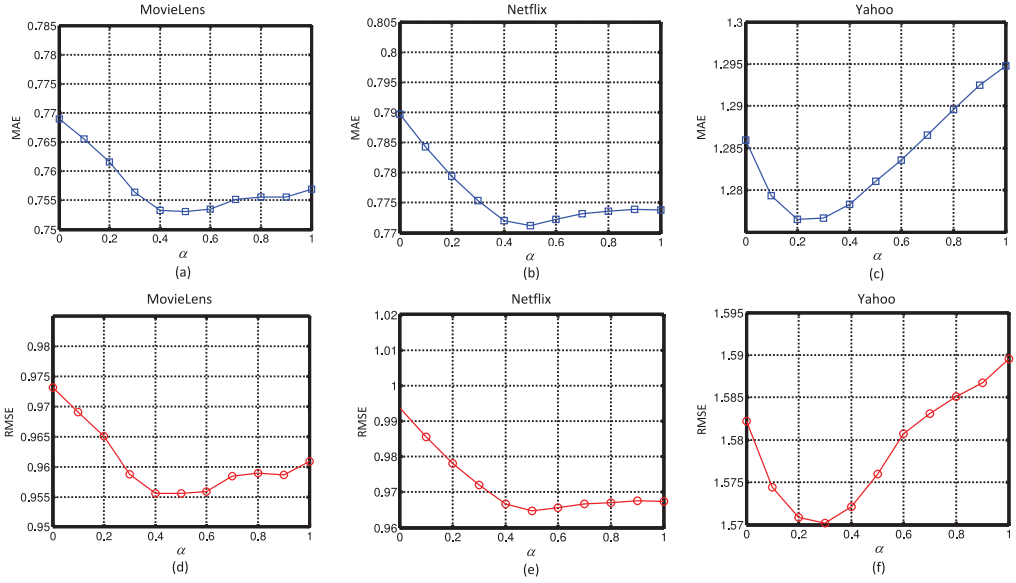 MovieLens
0.785
0.78
0.775
0.77
0.765
0.76
0.755
0.75
MAE
0 0.2 0.4 0.6 0.8 1
α
(a)
Netflix
0.805
0.8
0.795
0.79
0.785
0.78
0.775
0.77
MAE
0 0.2 0.4 0.6 0.8 1
α
(b)
Yahoo
1.3
1.295
1.29
1.285
1.28
MAE
0 0.2 0.4 0.6 0.8 1
α
(c)
MovieLens
0.98
0.975
0.97
0.965
0.96
0.955
0.95
RMSE
0 0.2 0.4 0.6 0.8 1
α
(d)
Netflix
1.02
1.01
1
0.99
0.98
0.97
0.96
RMSE
0 0.2 0.4 0.6 0.8 1
α
(e)
Yahoo
1.595
1.59
1.585
1.58
1.575
1.57
RMSE
0 0.2 0.4 0.6 0.8 1
α
(f)